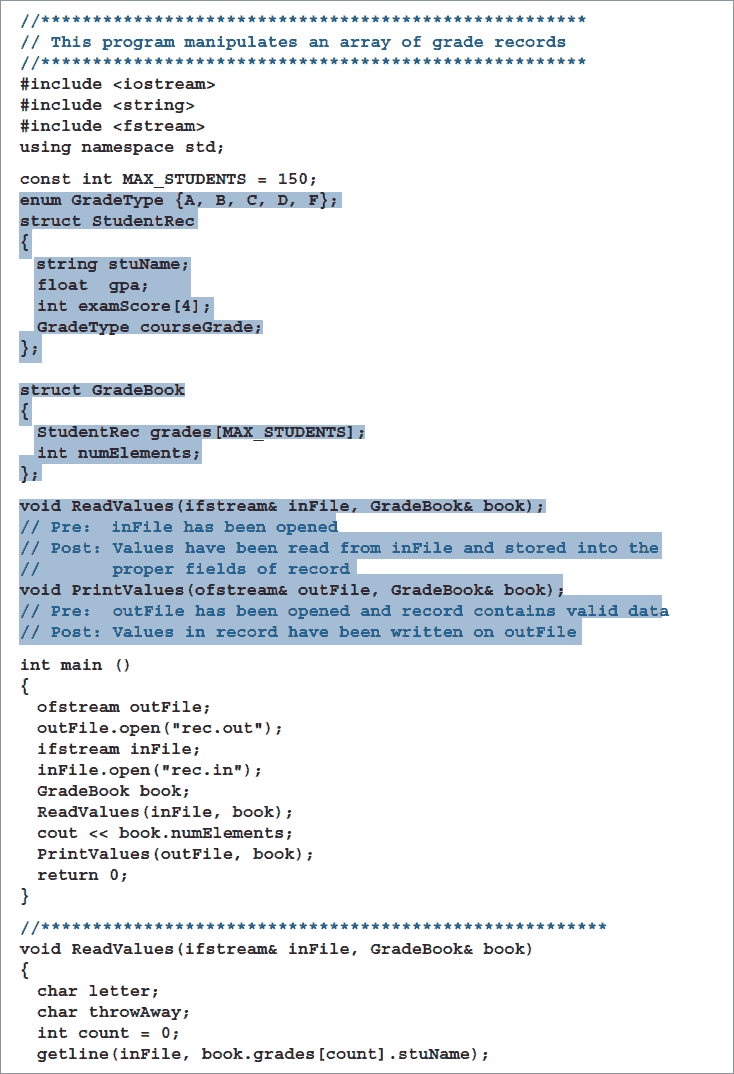 //*****************************************************
// This program manipulates an array of grade records
//*****************************************************
#include <iostream>
#include <string>
#include <fstream>
using namespace std;
const int MAX_STUDENTS = 150;
enum GradeType {A, B, C, D, F};
struct StudentRec
{
  string stuName;
  float  gpa;
  int examScore[4];
  GradeType courseGrade;
};
struct GradeBook
{
  StudentRec grades[MAX_STUDENTS];
  int numElements;
};
void ReadValues(ifstream& inFile, GradeBook& book);
// Pre:  inFile has been opened
// Post: Values have been read from inFile and stored into the
//       proper fields of record
void PrintValues(ofstream& outFile, GradeBook& book);
// Pre:  outFile has been opened and record contains valid data
// Post: Values in record have been written on outFile
int main ()
{
  ofstream outFile;
  outFile.open("rec.out");
  ifstream inFile;
  inFile.open("rec.in");
  GradeBook book;
  ReadValues(inFile, book);
  cout << book.numElements;
  PrintValues(outFile, book);
  return 0;
}
//*******************************************************
void ReadValues(ifstream& inFile, GradeBook& book)
{
  char letter;
  char throwAway;
  int count = 0;
  getline(inFile, book.grades[count].stuName);